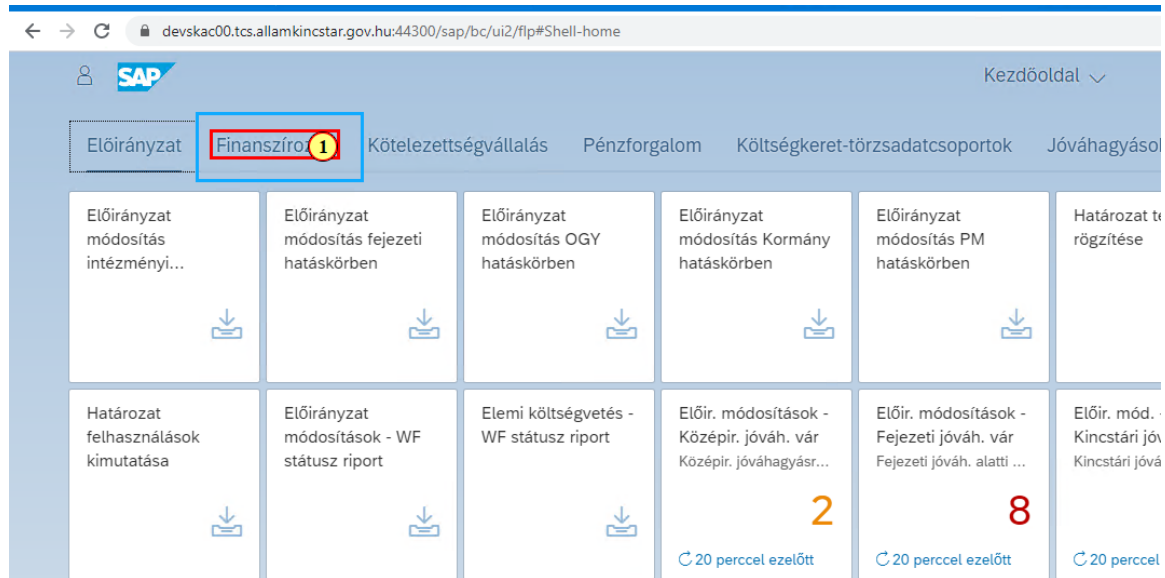 devskac00.tcs.allamkincstar.gov.hu:44300/sap/bc/ui2/flp#Shell-home
SAP
Kezdőoldal
Előirányzat Finanszíroz 1 Kötelezettségvállalás Pénzforgalom Költségkeret-törzsadatcsoportok Jóváhagyások
Előirányzat
módosítás
intézményi...
Előirányzat
módosítás fejezeti
hatáskörben
Előirányzat
módosítás OGY
hatáskörben
Előirányzat
módosítás Kormány
hatáskörben
Előirányzat
módosítás PM
hatáskörben
Határozat te
rögzítése
Határozat
felhasználások
kimutatása
Előirányzat
módosítások - WF
státusz riport
Elemi költségvetés -
WF státusz riport
Előir. módosítások -
Középir. jóváh. vár
Középir. jóváhagyásr...
2
20 perccel ezelőtt
Előir. módosítások -
Fejezeti jóváh. vár
Fejezeti jóváh. alatti ...
8
20 perccel ezelőtt
Előir. mód. -
Kincstári jóv
Kincstári jóvá
20 perccel